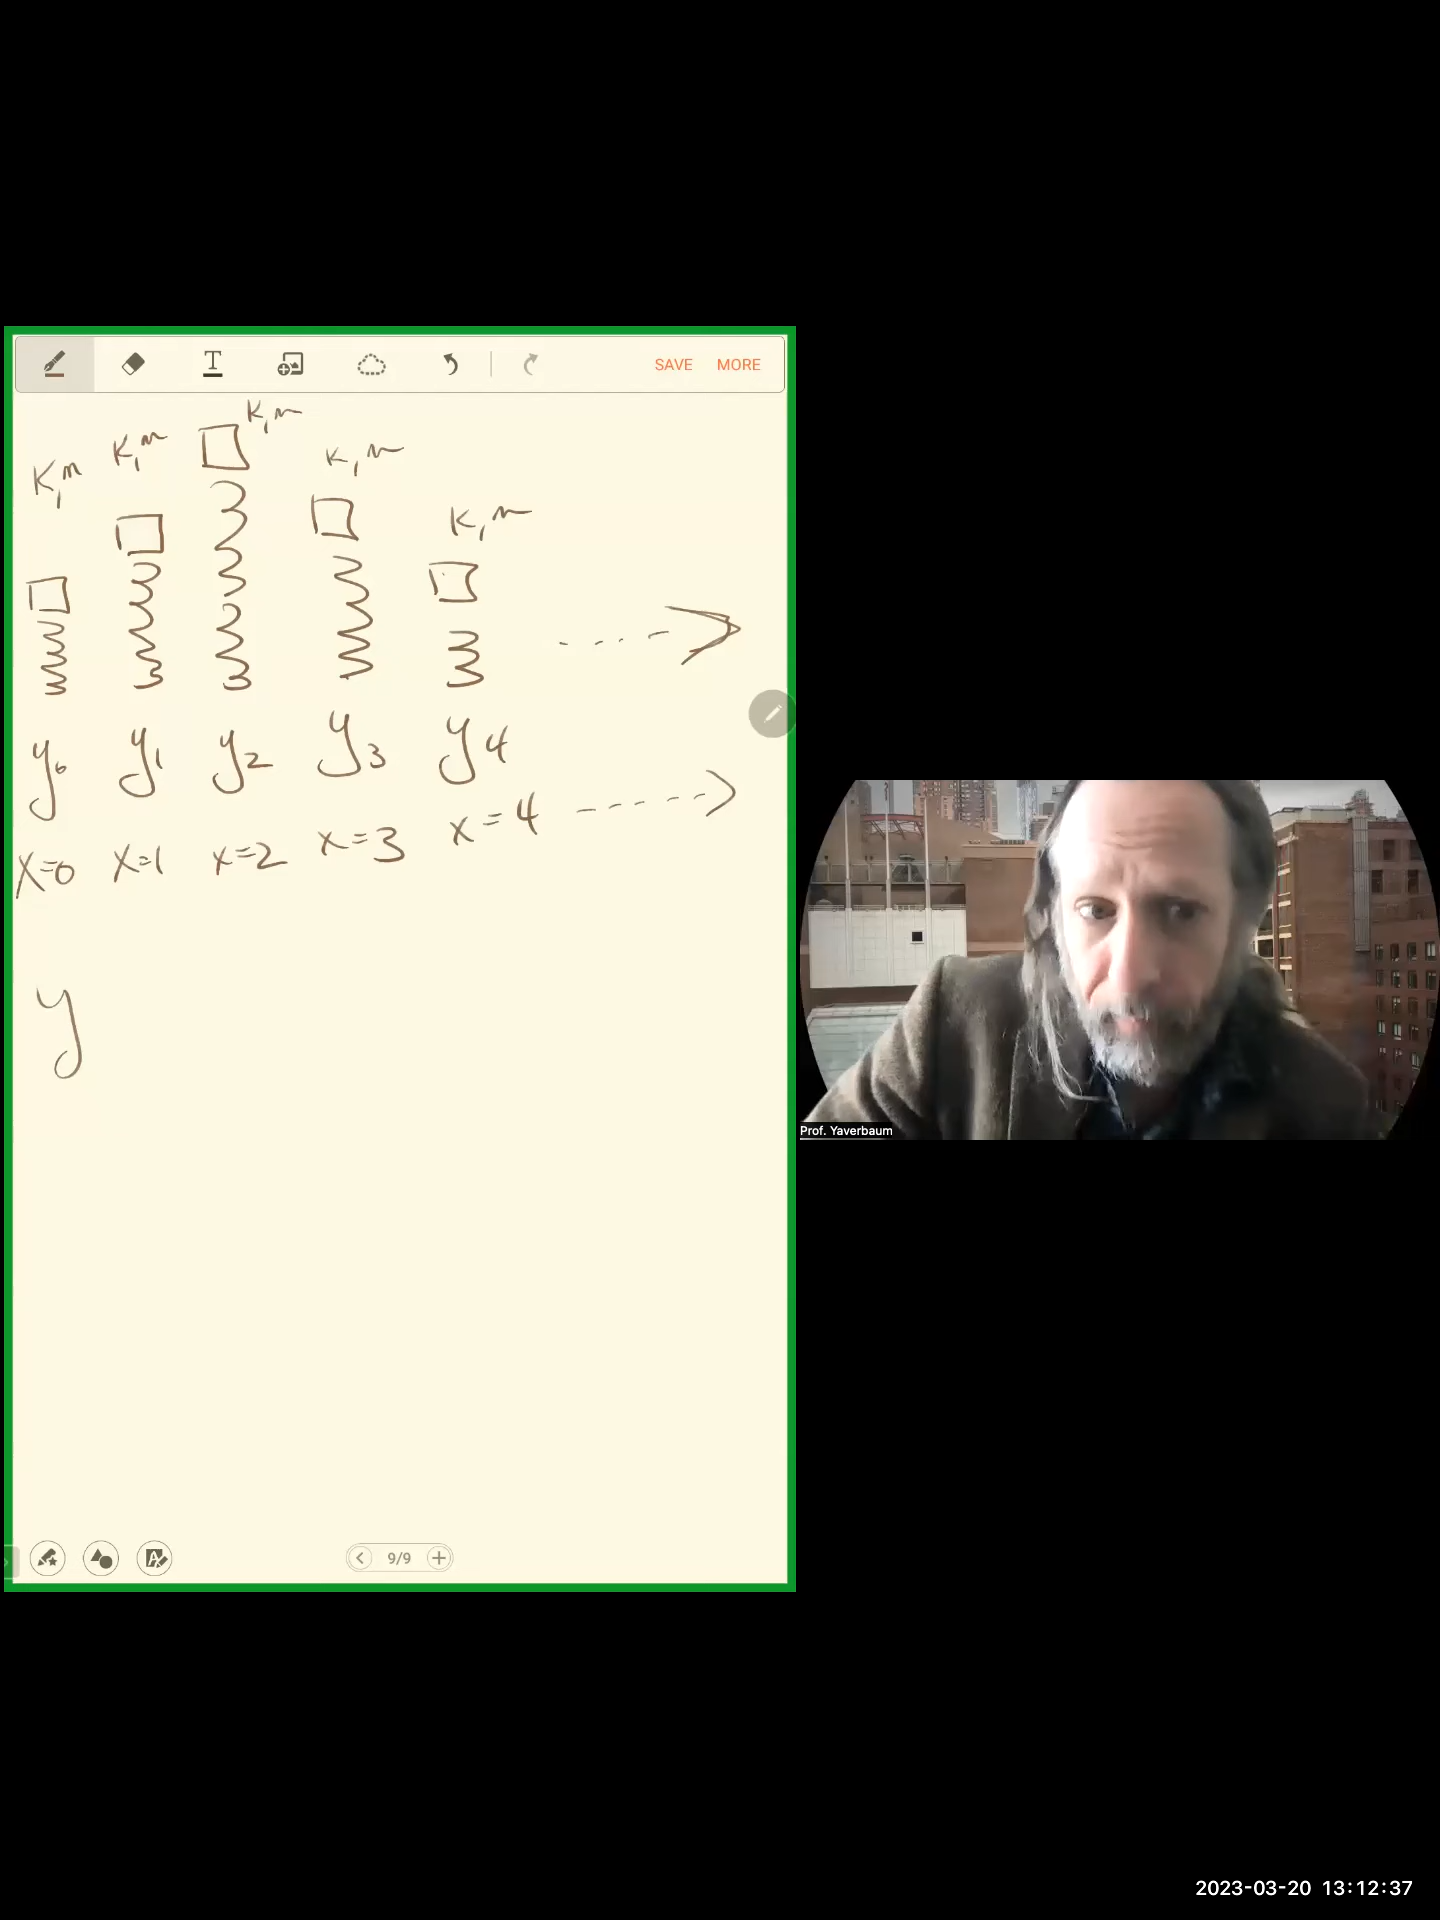 T SAVE MORE
K,m K,m K,m K,m K,m
y0 y1 y2 y3 y4
x=0 x=1 x=2 x=3 x=4
y
Prof. Yaverbaum
9/9
2023-03-20 13:12:37